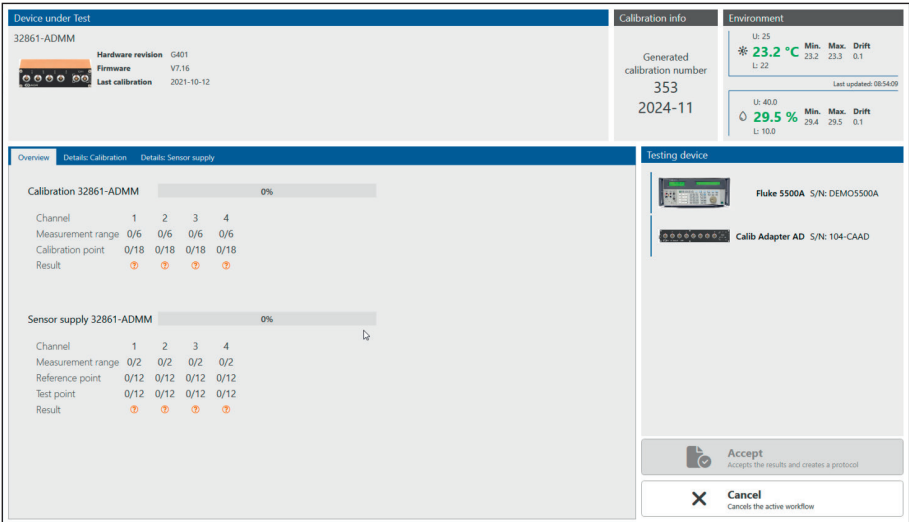 Device under Test
32861-ADMM
Hardware revision G401
Firmware V7.16
Last calibration 2021-10-12
Calibration info
Generated
calibration number
353
2024-11
Environment
U: 25
23.2 °C Min. Max. Drift
23.2 23.3 0.1
L: 22
Last updated: 08:54:09
U: 40.0
29.5 % Min. Max. Drift
29.4 29.5 0.1
L: 10.0
Overview Details: Calibration Details: Sensor supply
Calibration 32861-ADMM 0%
Channel 1 2 3 4
Measurement range 0/6 0/6 0/6 0/6
Calibration point 0/18 0/18 0/18 0/18
Result ? ? ? ?
Sensor supply 32861-ADMM 0%
Channel 1 2 3 4
Measurement range 0/2 0/2 0/2 0/2
Reference point 0/12 0/12 0/12 0/12
Test point 0/12 0/12 0/12 0/12
Result ? ? ? ?
Testing device
Fluke 5500A S/N: DEMO5500A
Calib Adapter AD S/N: 104-CAAD
Accept
Accepts the results and creates a protocol
Cancel
Cancels the active workflow